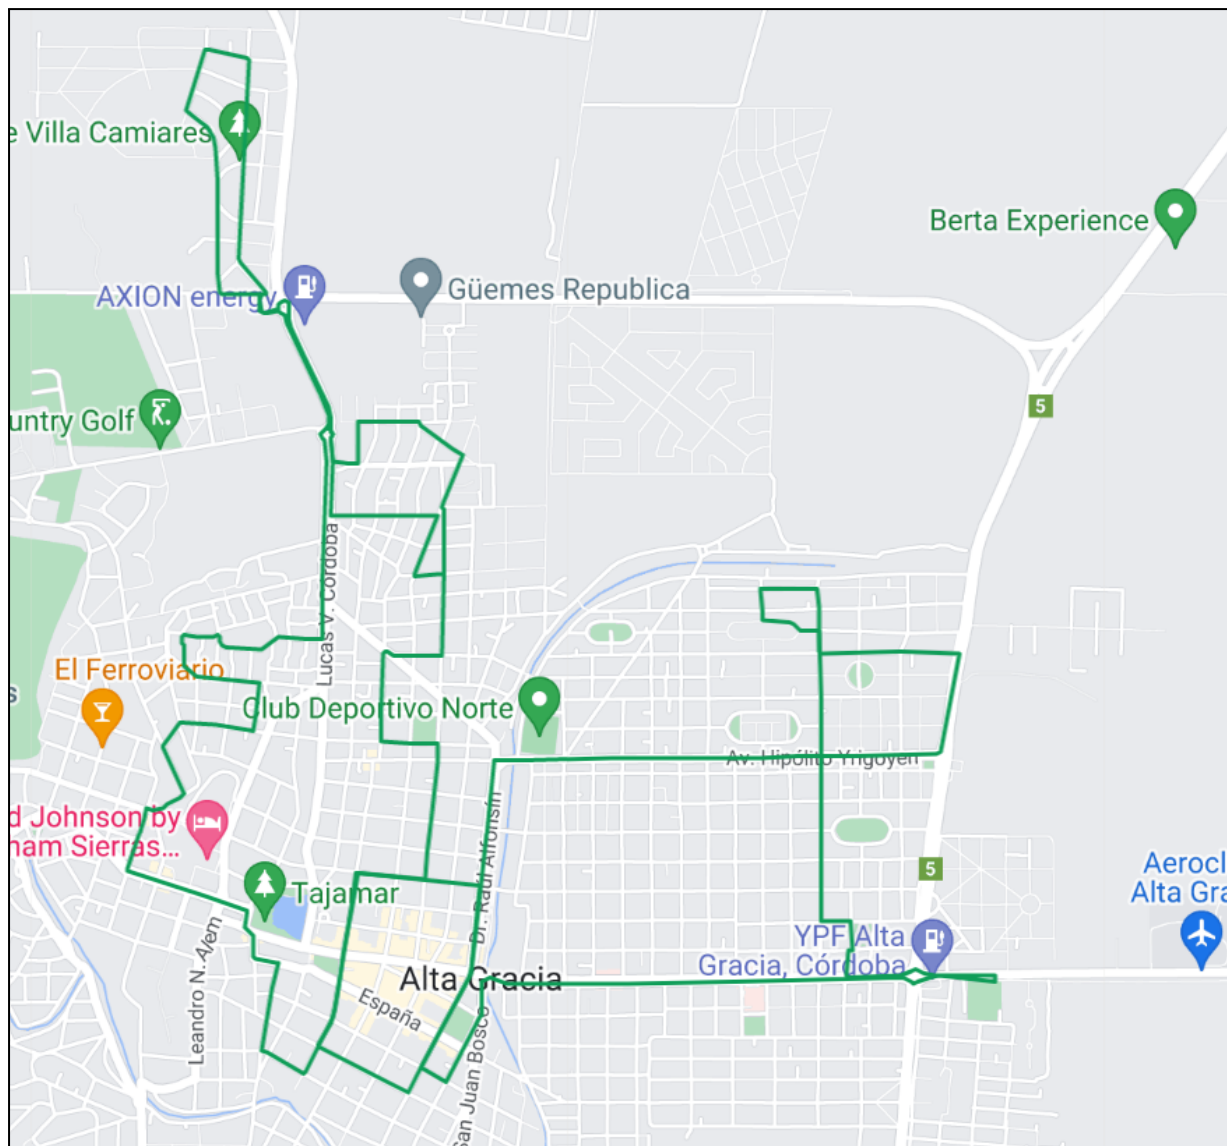 e Villa Camiares
Berta Experience
AXION energy
Güemes Republica
5
untry Golf
Lucas V. Córdoba
s
El Ferroviario
Club Deportivo Norte
Av. Hipólito Yrigoyen
d Johnson by
ham Sierras...
Dr. Raúl Alfonsín
5
Aerocl
Alta Gra
Tajamar
Leandro N. Alem
YPF Alta
Gracia, Córdoba
Alta Gracia
España
San Juan Bosco